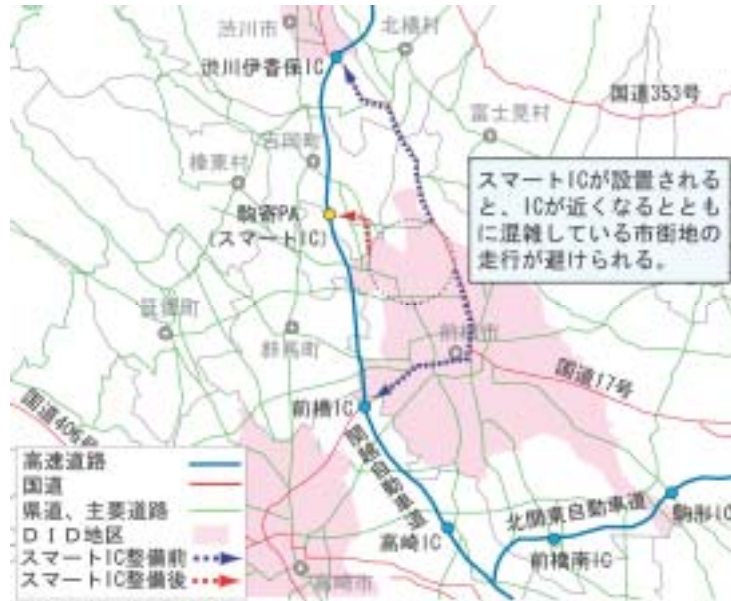 渋川市
北橘村
渋川伊香保IC
国道353号
富士見村
吉岡町
榛東村
スマートICが設置される
と、ICが近くなるととも
に混雑している市街地の
走行が避けられる。
駒寄PA
(スマートIC)
箕郷町
群馬町
前橋市
国道17号
前橋IC
国道406号
関越自動車道
高速道路
国道
県道、主要道路
DID地区
スマートIC整備前
スマートIC整備後
北関東自動車道
駒形IC
高崎IC
前橋南IC
高崎市